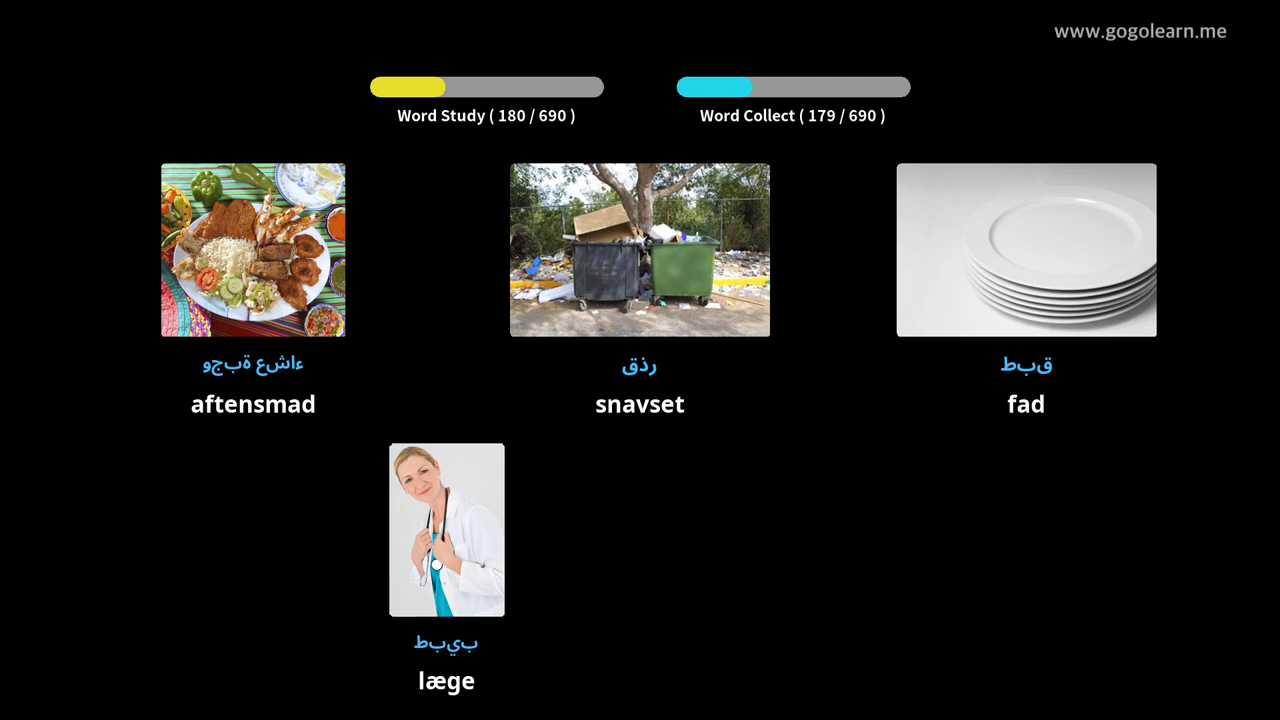 www.gogolearn.me
Word Study ( 180 / 690 )
Word Collect ( 179 / 690 )
وجبة عشاء
قذر
طبق
aftensmad
snavset
fad
طبيب
læge